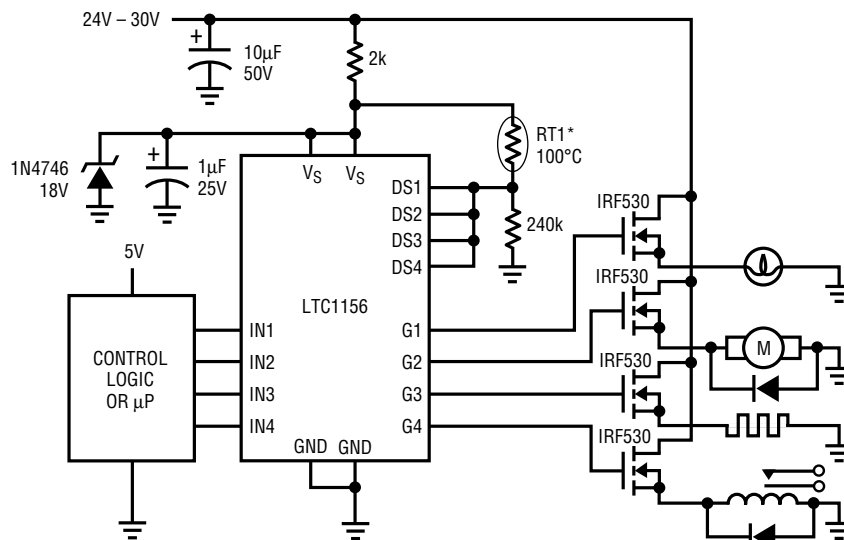 24V – 30V
+
10µF
50V
2k
1N4746
18V
+
1µF
25V
RT1*
100°C
VS
VS
DS1
DS2
DS3
DS4
240k
5V
LTC1156
CONTROL
LOGIC
OR µP
IN1
IN2
IN3
IN4
G1
G2
G3
G4
GND
GND
IRF530
IRF530
M
IRF530
IRF530